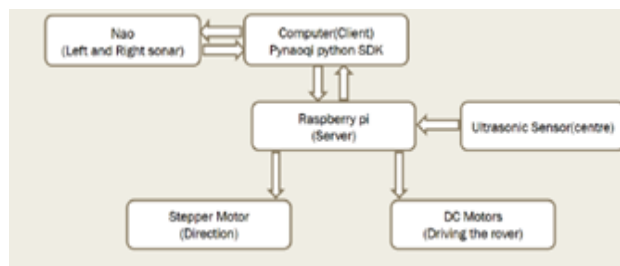 Nao
(Left and Right sonar)
Computer(Client)
Pynaoqi python SDK
Raspberry pi
(Server)
Ultrasonic Sensor(centre)
Stepper Motor
(Direction)
DC Motors
(Driving the rover)